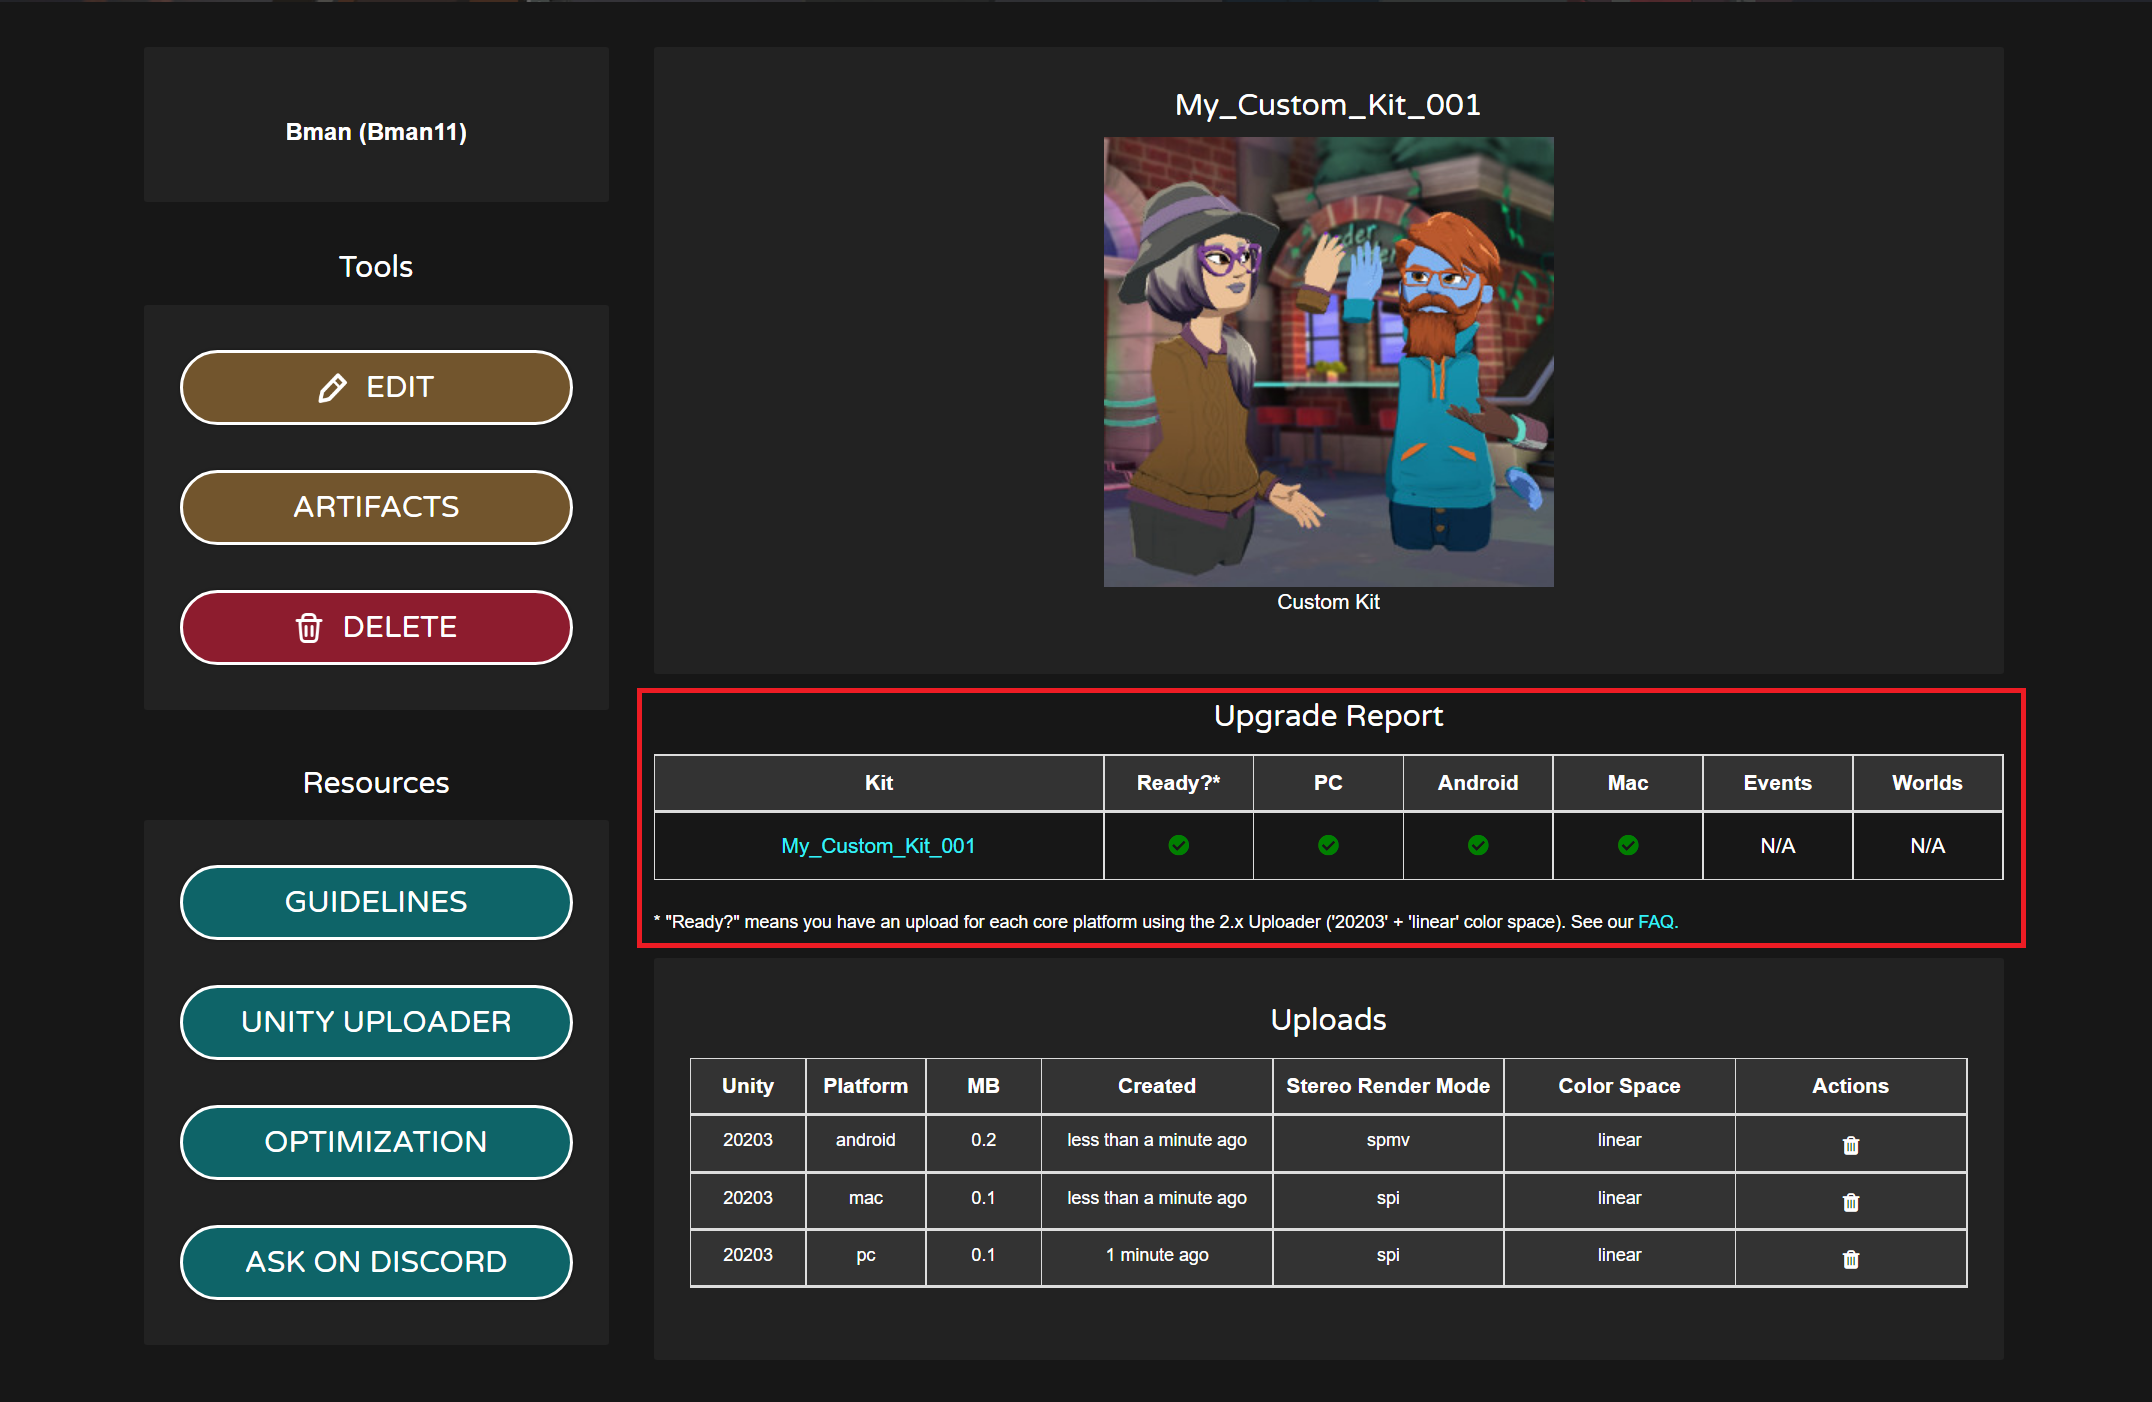 Bman (Bman11)
Tools
EDIT
ARTIFACTS
DELETE
Resources
GUIDELINES
UNITY UPLOADER
OPTIMIZATION
ASK ON DISCORD
My_Custom_Kit_001
Custom Kit
Upgrade Report
Kit Ready?* PC Android Mac Events Worlds
My_Custom_Kit_001 N/A N/A
* "Ready?" means you have an upload for each core platform using the 2.x Uploader ('20203' + 'linear' color space). See our FAQ.
Uploads
Unity Platform MB Created Stereo Render Mode Color Space Actions
20203 android 0.2 less than a minute ago spmv linear
20203 mac 0.1 less than a minute ago spi linear
20203 pc 0.1 1 minute ago spi linear